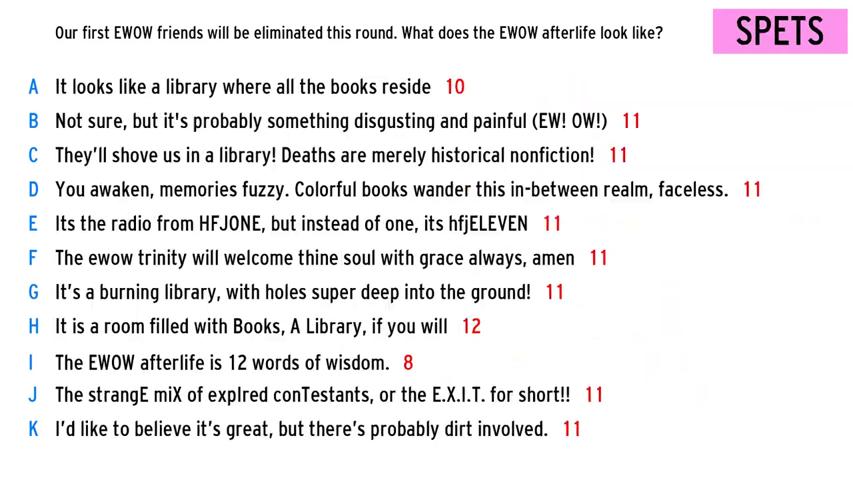 Our first EWOW friends will be eliminated this round. What does the EWOW afterlife look like?
SPETS
A It looks like a library where all the books reside 10
B Not sure, but it's probably something disgusting and painful (EW! OW!) 11
C They'll shove us in a library! Deaths are merely historical nonfiction! 11
D You awaken, memories fuzzy. Colorful books wander this in-between realm, faceless. 11
E Its the radio from HFJONE, but instead of one, its hfjELEVEN 11
F The ewow trinity will welcome thine soul with grace always, amen 11
G It's a burning library, with holes super deep into the ground! 11
H It is a room filled with Books, A Library, if you will 12
I The EWOW afterlife is 12 words of wisdom. 8
J The strangE miX of expIred conTestants, or the E.X.I.T. for short!! 11
K I'd like to believe it's great, but there's probably dirt involved. 11